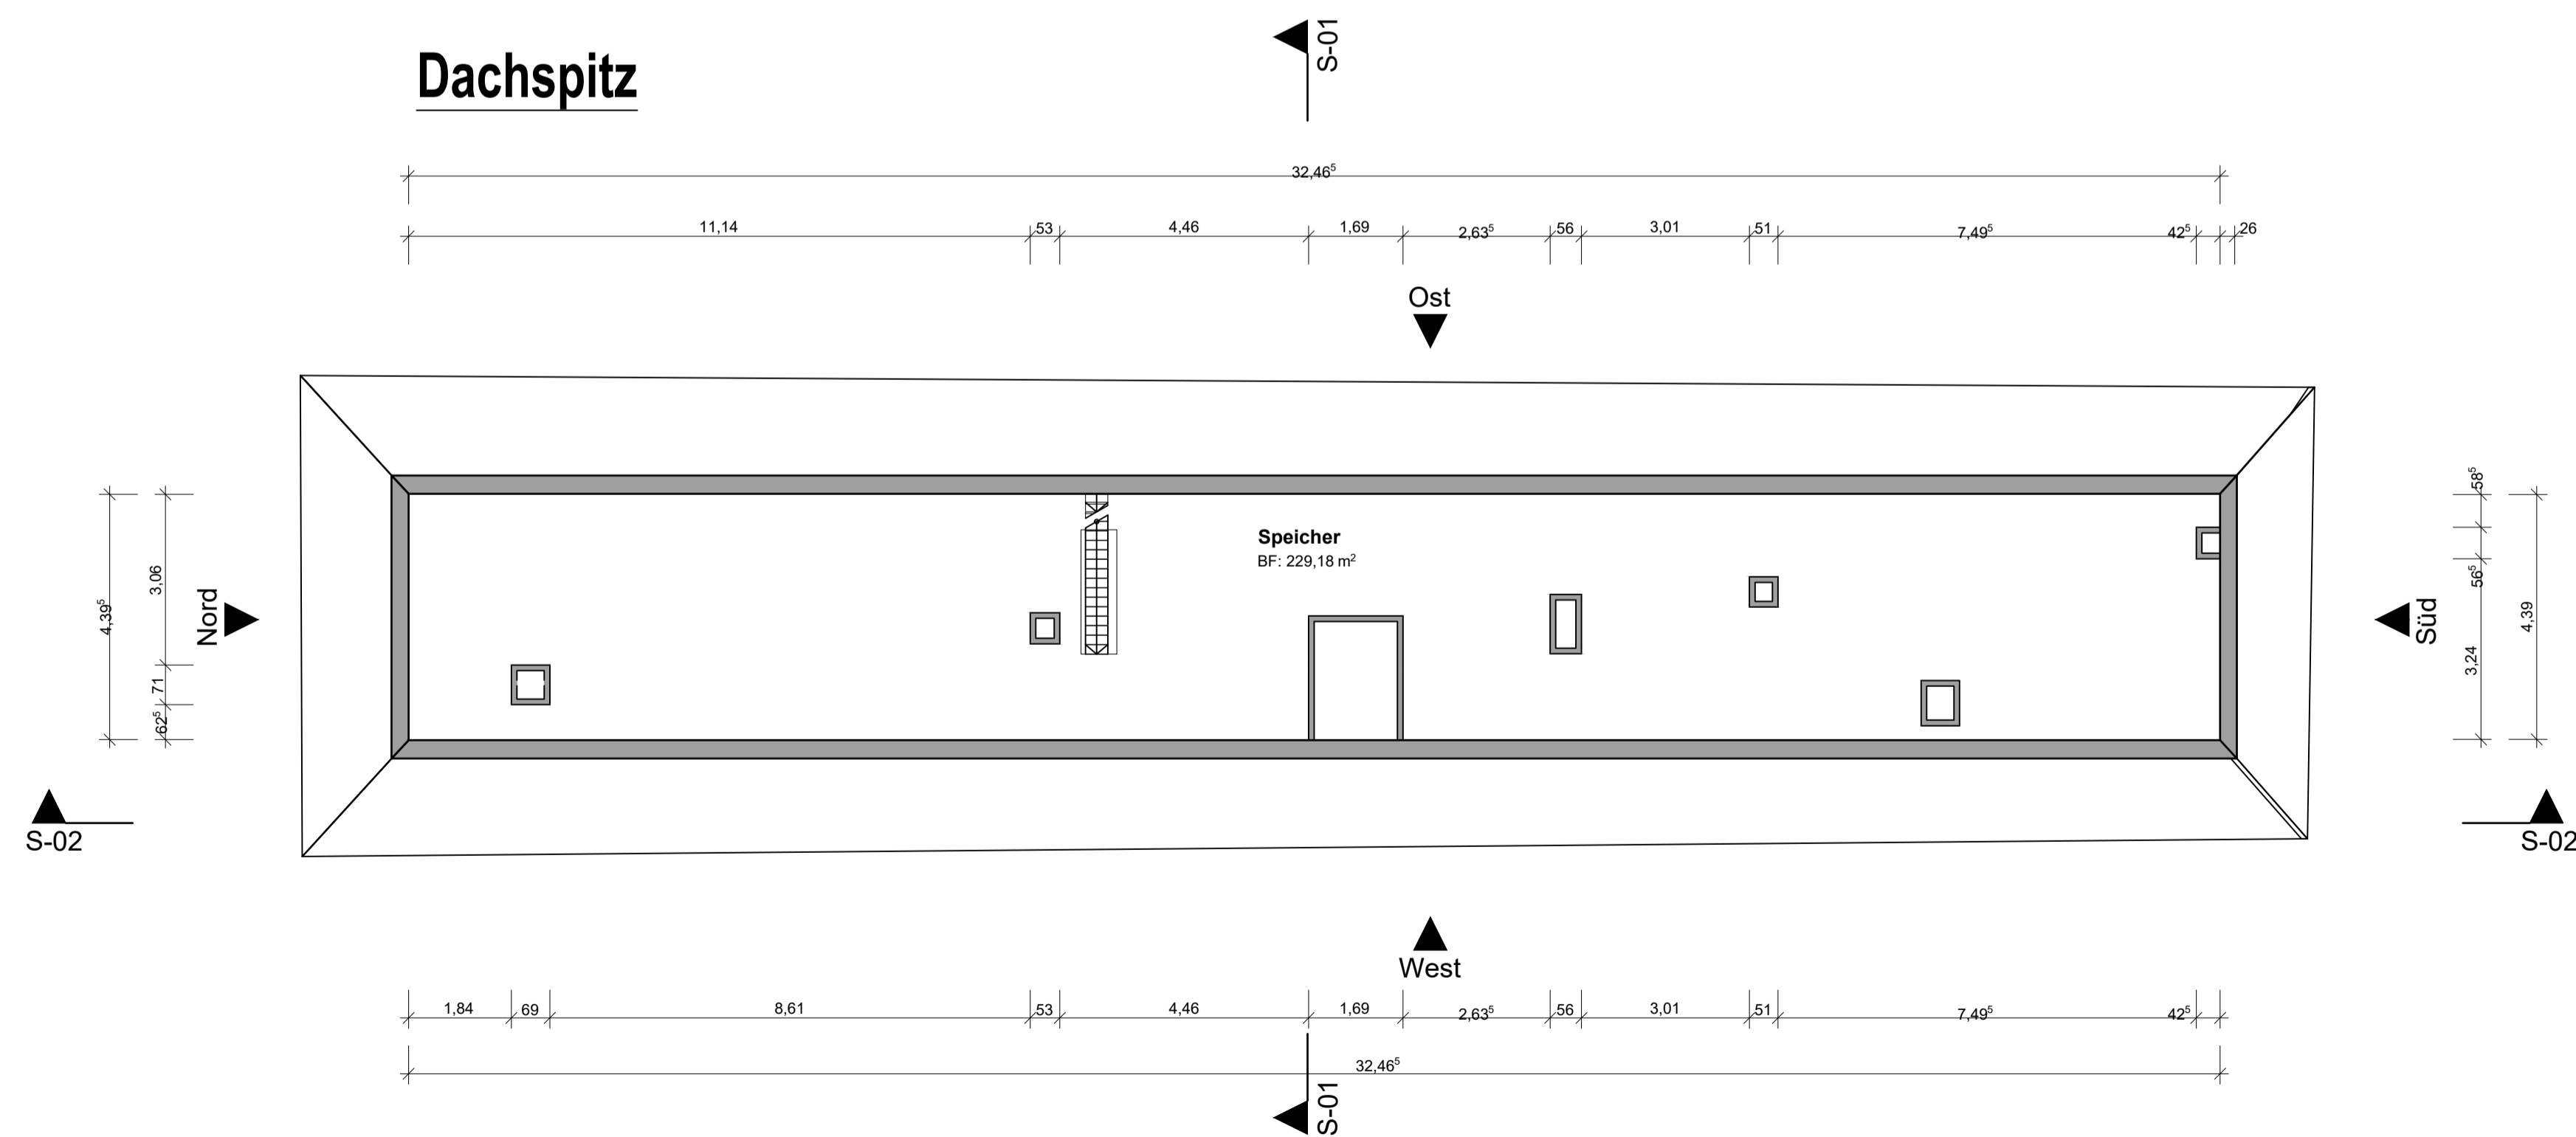 S-01
Dachspitz
32,46⁵
11,14 53 4,46 1,69 2,63⁵ 56 3,01 51 7,49⁵ 42⁵ 26
Ost
Speicher
BF: 229,18 m²
4,39⁵
3,06
71
62⁵
Nord
Süd
58⁵
56⁵
3,24
4,39
S-02
S-02
West
1,84 69 8,61 53 4,46 1,69 2,63⁵ 56 3,01 51 7,49⁵ 42⁵
32,46⁵
S-01